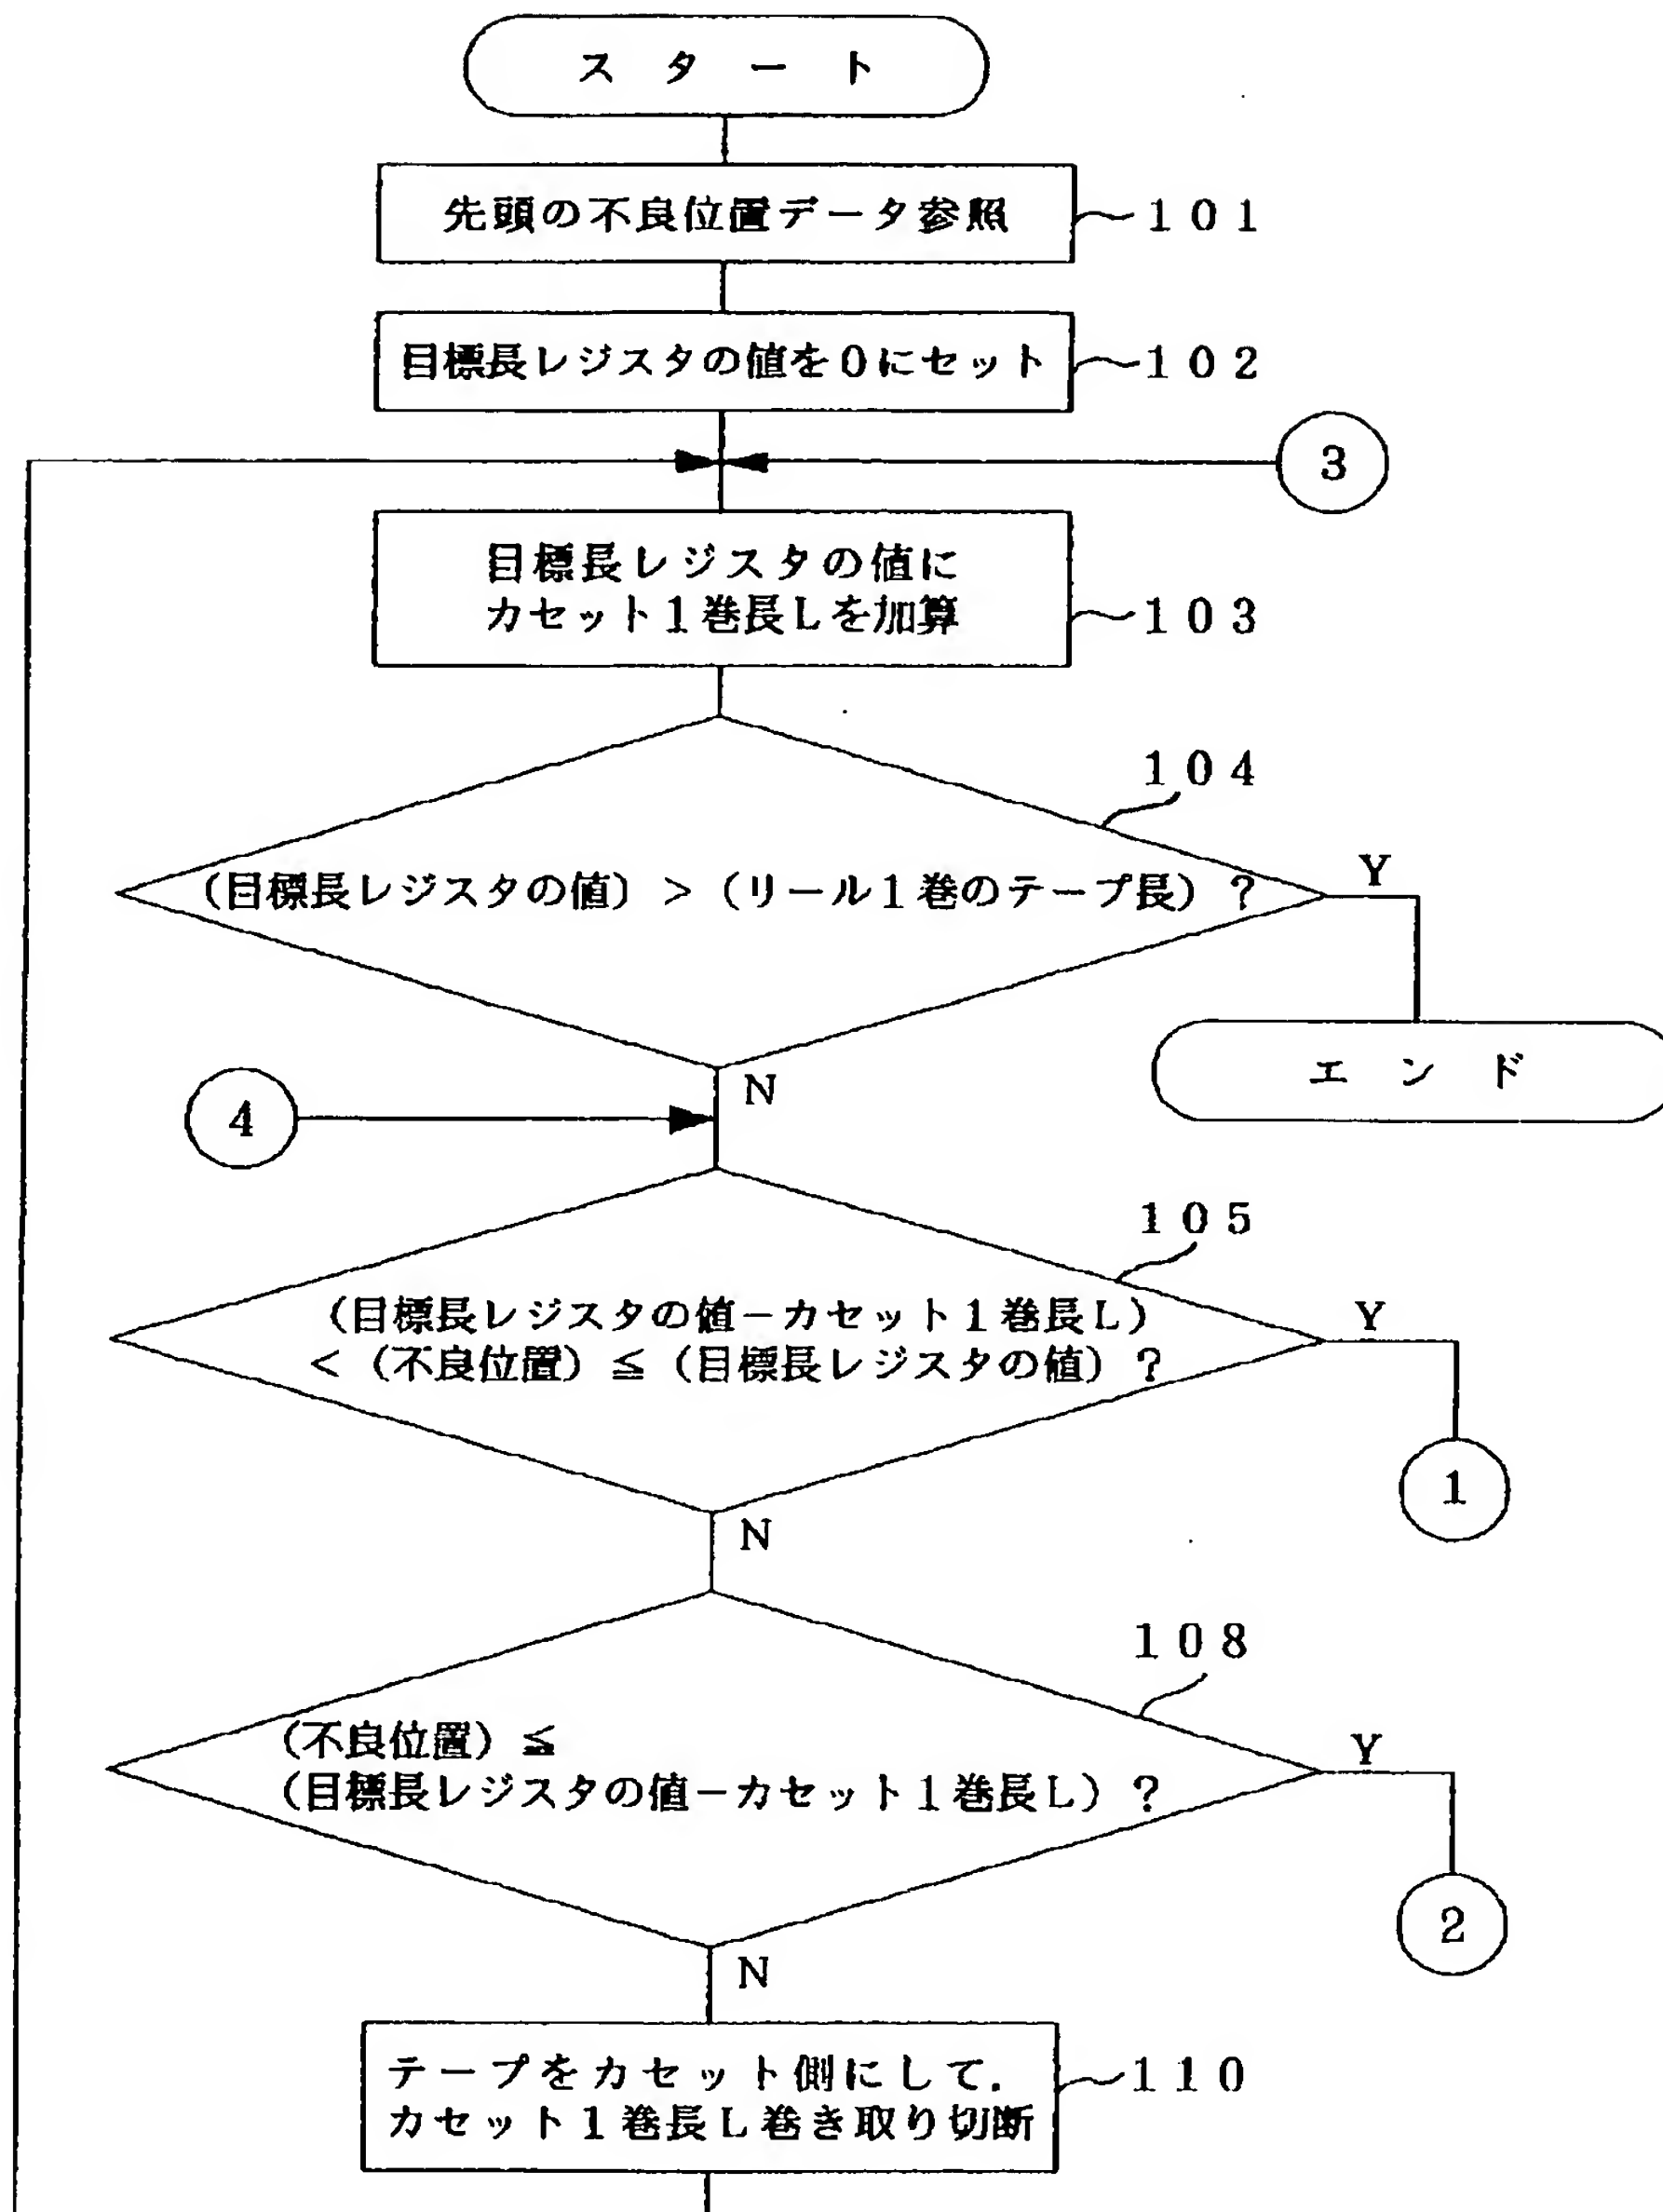 スタート
先頭の不良位置データ参照
101
目標長レジスタの値を0にセット
102
3
目標長レジスタの値に
カセット1巻長Lを加算
103
104
(目標長レジスタの値) > (リール1巻のテープ長) ?
Y
エンド
N
4
105
(目標長レジスタの値-カセット1巻長L)
< (不良位置) ≦ (目標長レジスタの値) ?
Y
1
N
108
(不良位置) ≦
(目標長レジスタの値-カセット1巻長L) ?
Y
2
N
テープをカセット側にして.
カセット1巻長L巻き取り切断
110